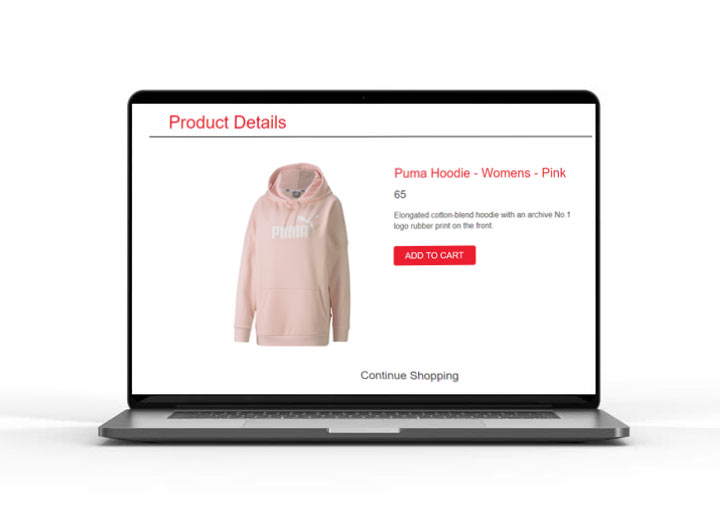 Product Details
Puma Hoodie - Womens - Pink
65
Elongated cotton-blend hoodie with an archive No.1
logo rubber print on the front.
ADD TO CART
PUMA
Continue Shopping